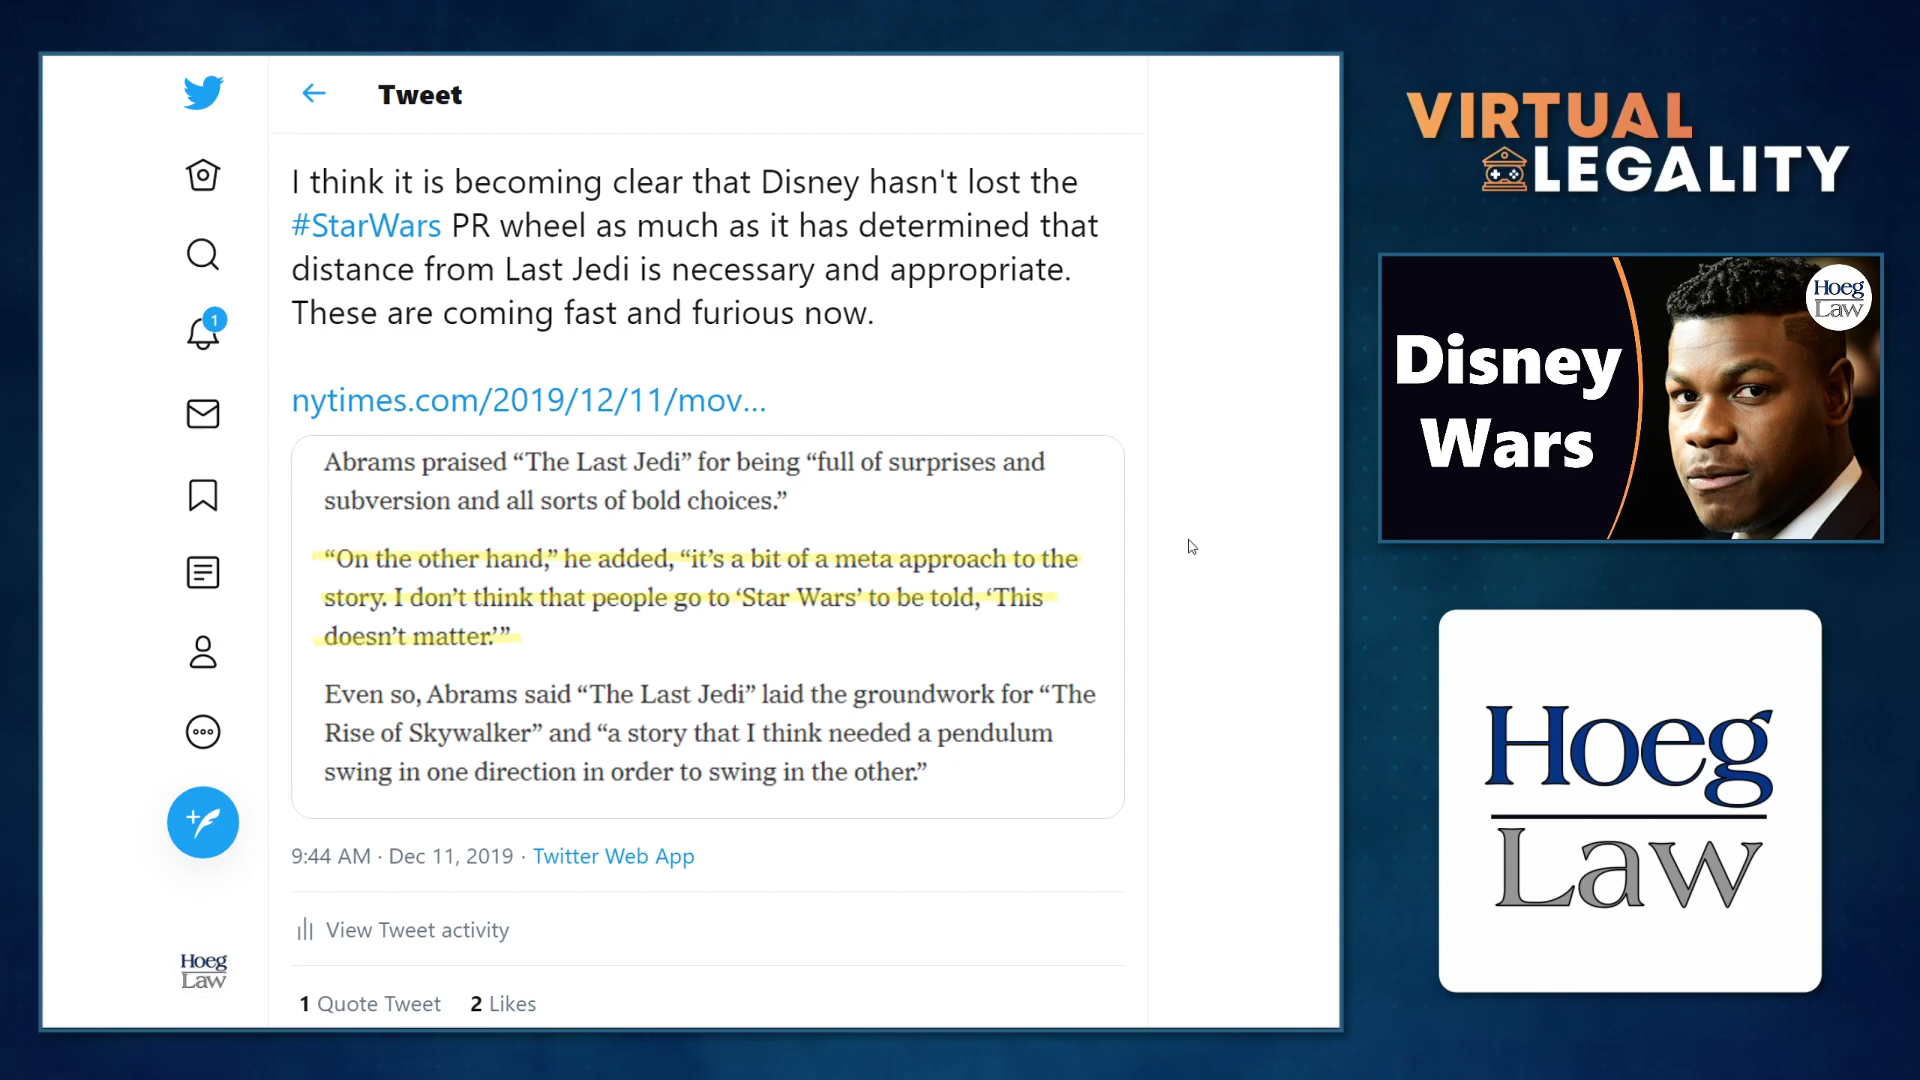 Tweet
I think it is becoming clear that Disney hasn't lost the
#StarWars PR wheel as much as it has determined that
distance from Last Jedi is necessary and appropriate.
These are coming fast and furious now.
nytimes.com/2019/12/11/mov...
Abrams praised “The Last Jedi” for being “full of surprises and
subversion and all sorts of bold choices.”
“On the other hand,” he added, “it’s a bit of a meta approach to the
story. I don’t think that people go to ‘Star Wars’ to be told, ‘This
doesn’t matter.’”
Even so, Abrams said “The Last Jedi” laid the groundwork for “The
Rise of Skywalker” and “a story that I think needed a pendulum
swing in one direction in order to swing in the other.”
9:44 AM · Dec 11, 2019 · Twitter Web App
View Tweet activity
1 Quote Tweet 2 Likes
1
Hoeg
Law
VIRTUAL
LEGALITY
Disney
Wars
Hoeg
Law
Hoeg
Law